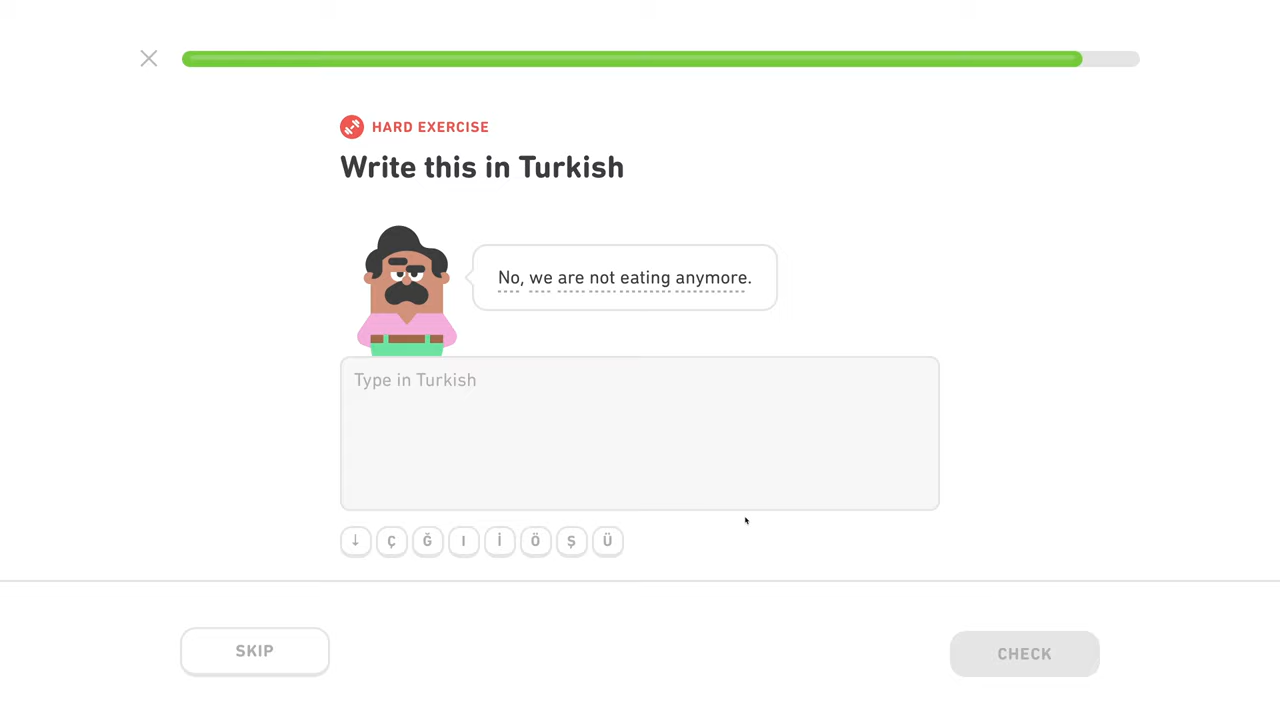 HARD EXERCISE
Write this in Turkish
No, we are not eating anymore.
Type in Turkish
↓ Ç Ğ I İ Ö Ş Ü
SKIP
CHECK